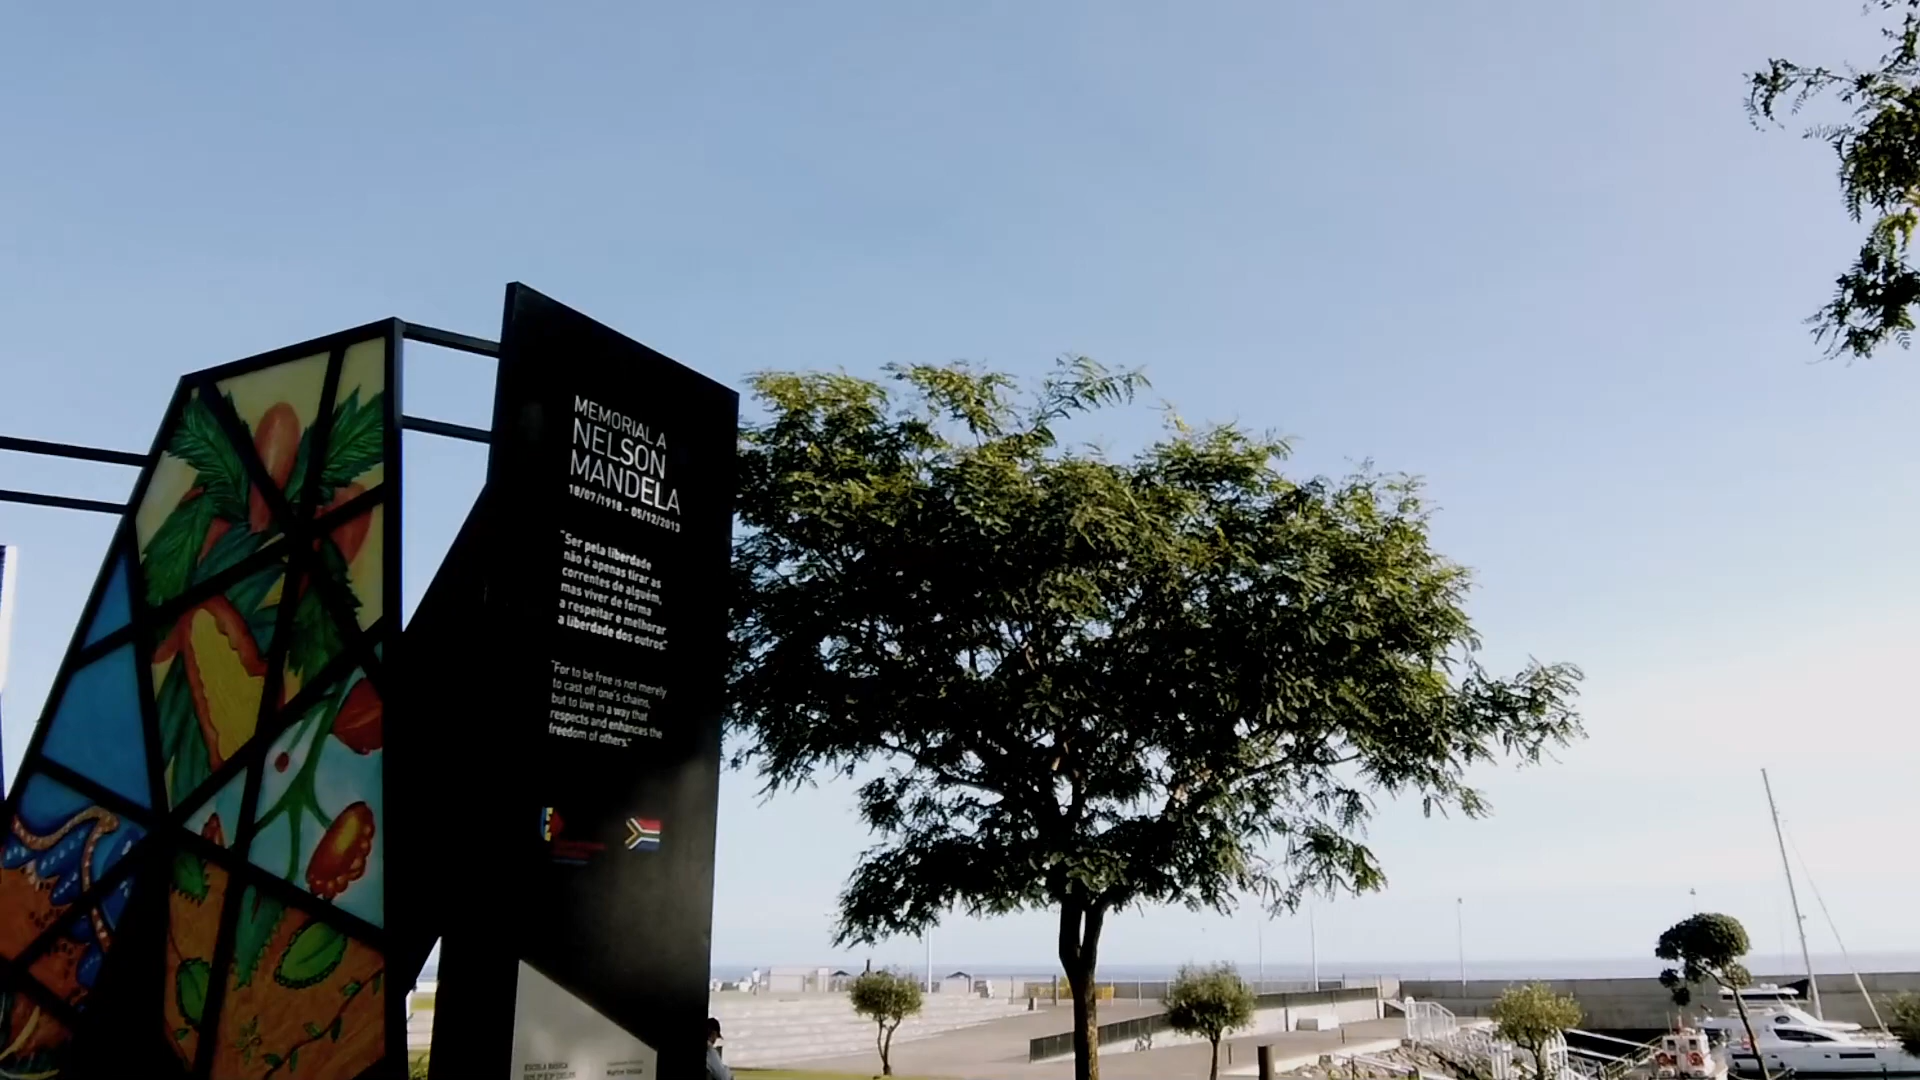 MEMORIAL A
NELSON
MANDELA
18/07/1918 - 05/12/2013
"Ser pela liberdade
não é apenas tirar as
correntes de alguém,
mas viver de forma
a respeitar e melhorar
a liberdade dos outros."
"For to be free is not merely
to cast off one's chains,
but to live in a way that
respects and enhances the
freedom of others."
ESCOLA BÁSICA